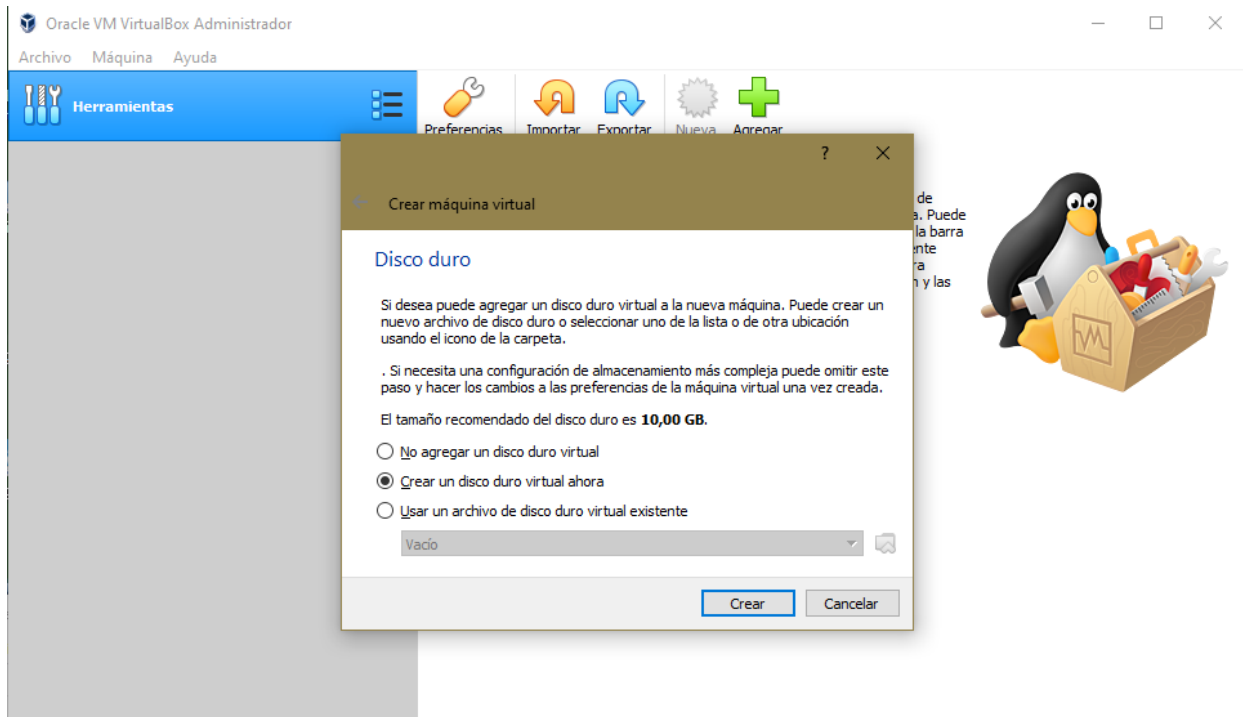 Oracle VM VirtualBox Administrador
Archivo Máquina Ayuda
Herramientas
Preferencias Importar Exportar Nueva Agregar
?
Crear máquina virtual
de
a. Puede
la barra
ente
ra
n y las
Disco duro
Si desea puede agregar un disco duro virtual a la nueva máquina. Puede crear un
nuevo archivo de disco duro o seleccionar uno de la lista o de otra ubicación
usando el icono de la carpeta.
. Si necesita una configuración de almacenamiento más compleja puede omitir este
paso y hacer los cambios a las preferencias de la máquina virtual una vez creada.
El tamaño recomendado del disco duro es 10,00 GB.
No agregar un disco duro virtual
Crear un disco duro virtual ahora
Usar un archivo de disco duro virtual existente
Vacío
Crear Cancelar